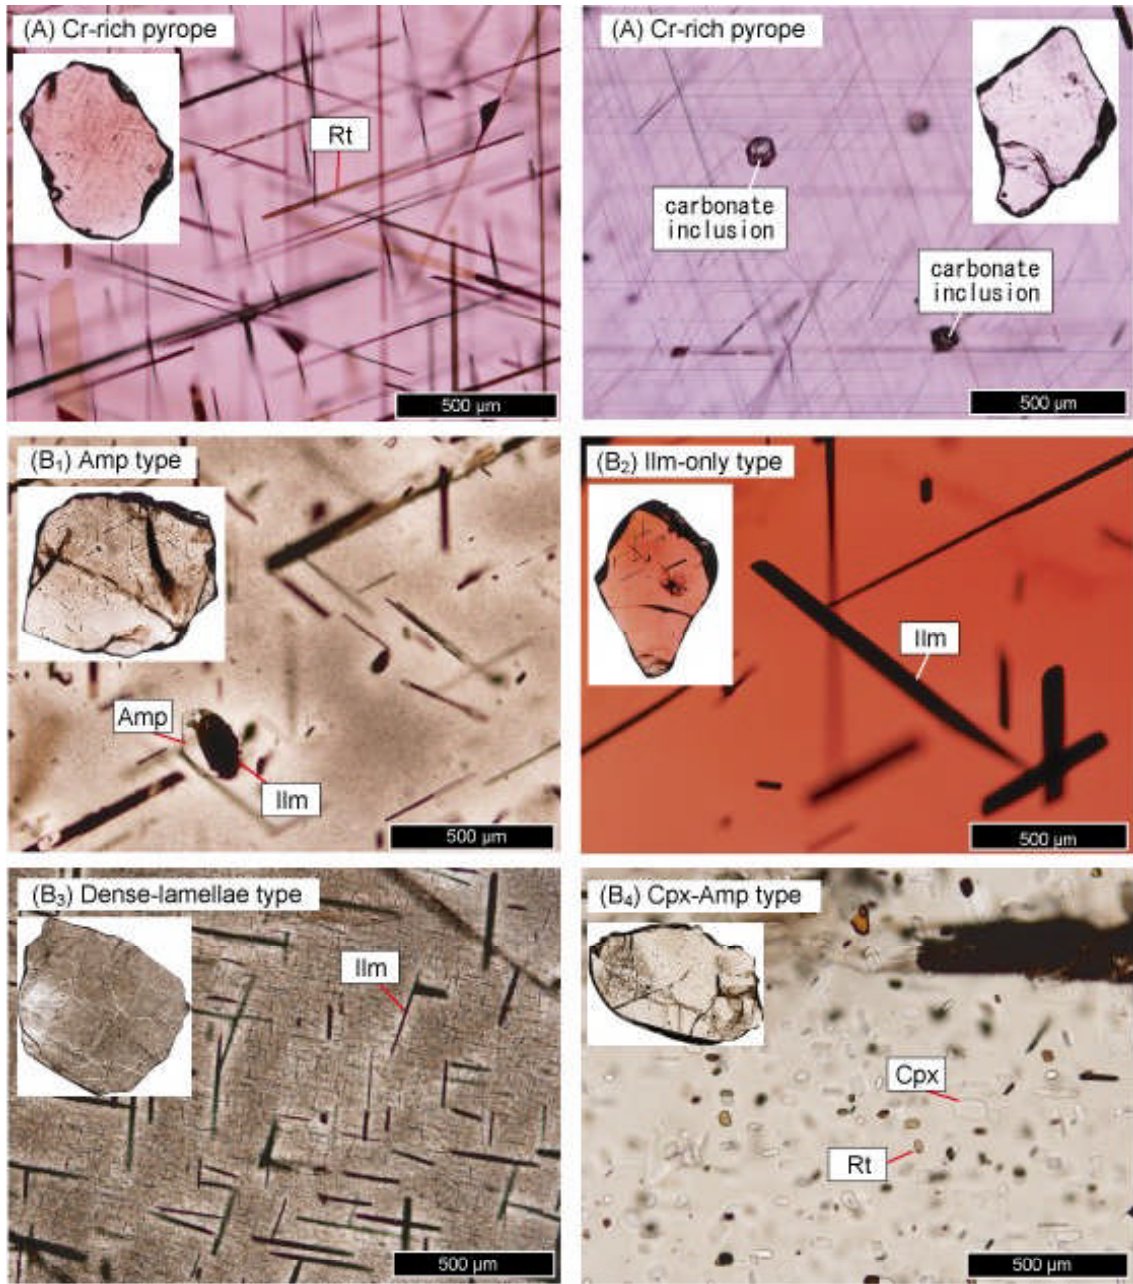 (A) Cr-rich pyrope
Rt
500 µm
(A) Cr-rich pyrope
carbonate
inclusion
carbonate
inclusion
500 µm
(B₁) Amp type
Amp
Ilm
500 µm
(B₂) Ilm-only type
Ilm
500 µm
(B₃) Dense-lamellae type
Ilm
500 µm
(B₄) Cpx-Amp type
Cpx
Rt
500 µm